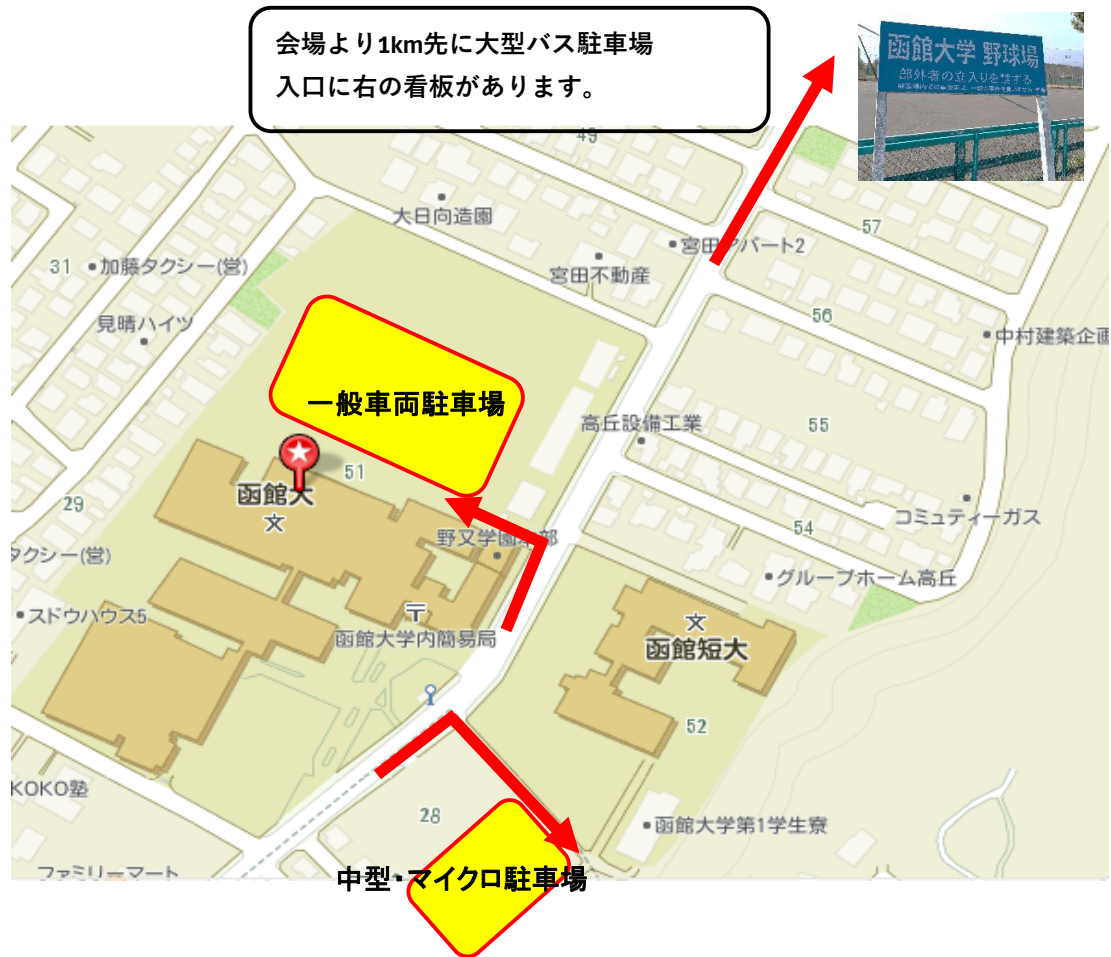 会場より1km先に大型バス駐車場
入口に右の看板があります。
函館大学 野球場
部外者の立入りを禁ずる
49
大日向造園
57
宮田アパート2
31
加藤タクシー(営)
宮田不動産
56
見晴ハイツ
中村建築企画
一般車両駐車場
高丘設備工業
55
51
函館大
文
29
コミュティーガス
54
野又学園本部
タクシー(営)
グループホーム高丘
スドウハウス5
〒
函館大学内簡易局
文
函館短大
52
KOKO塾
28
函館大学第1学生寮
ファミリーマート
中型・マイクロ駐車場